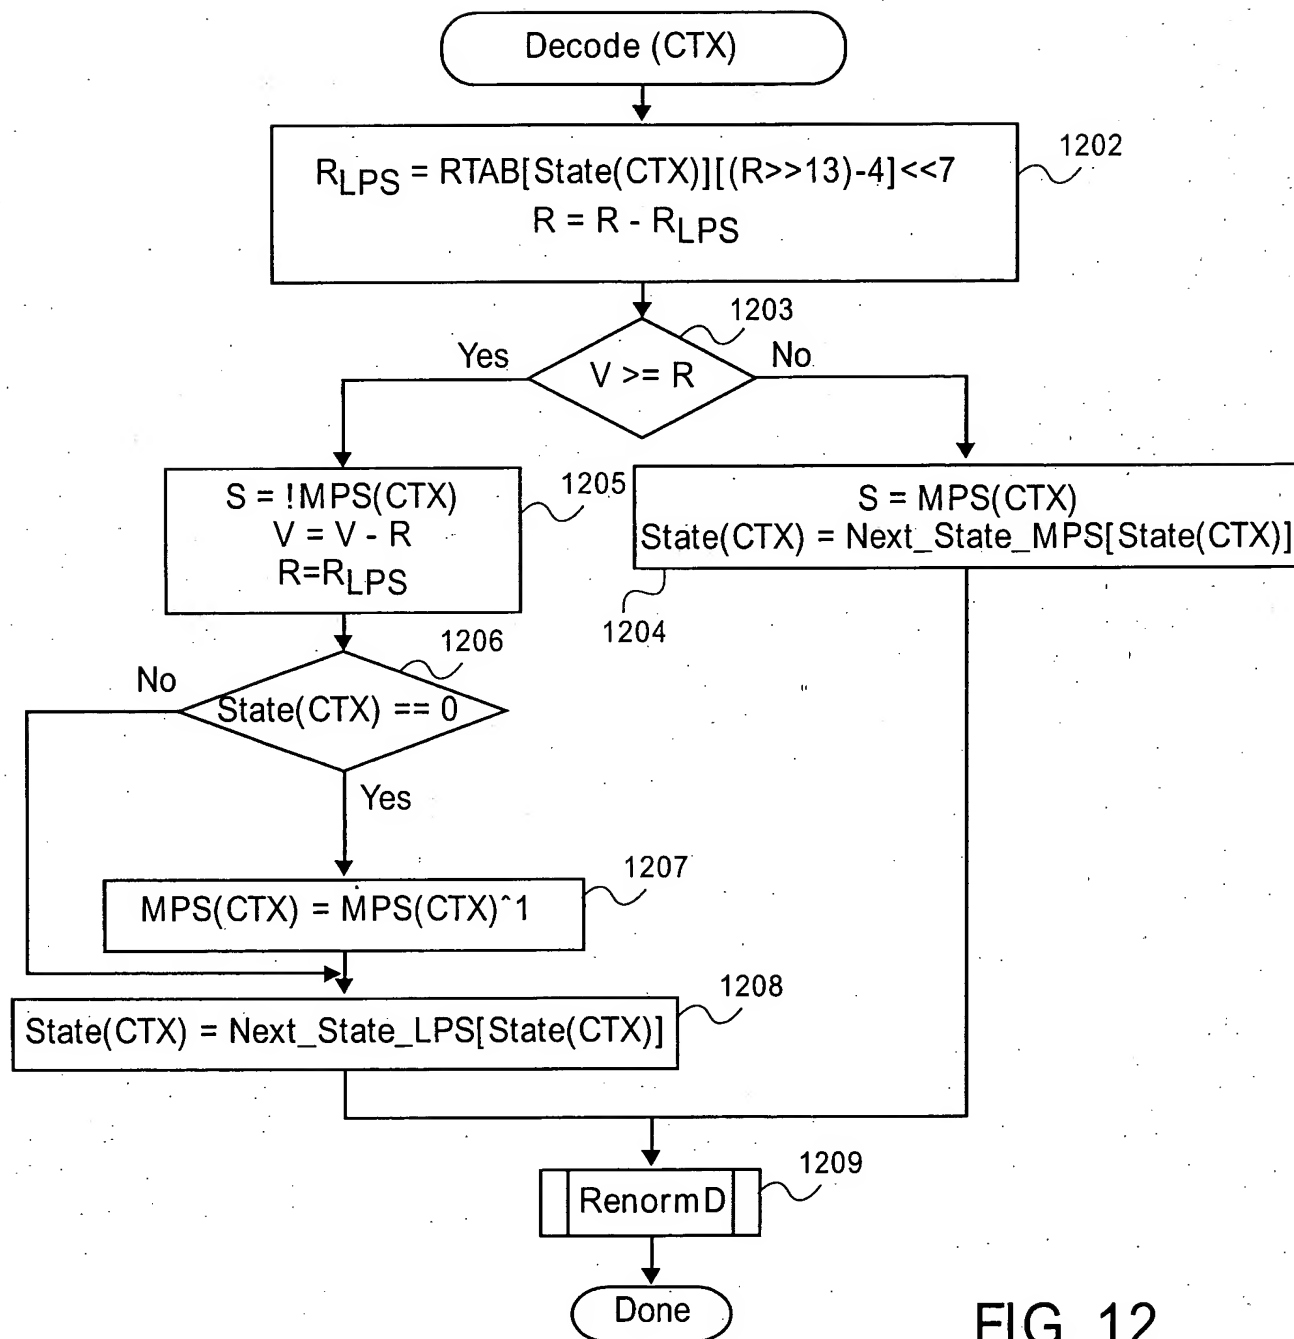 Decode (CTX)
1202
RLPS = RTAB[State(CTX)][(R>>13)-4]<<7
R = R - RLPS
1203
Yes
No
V >= R
1205
S = !MPS(CTX)
V = V - R
R=RLPS
S = MPS(CTX)
State(CTX) = Next_State_MPS[State(CTX)]
1204
1206
No
State(CTX) == 0
Yes
1207
MPS(CTX) = MPS(CTX)^1
1208
State(CTX) = Next_State_LPS[State(CTX)]
1209
RenormD
Done
FIG. 12